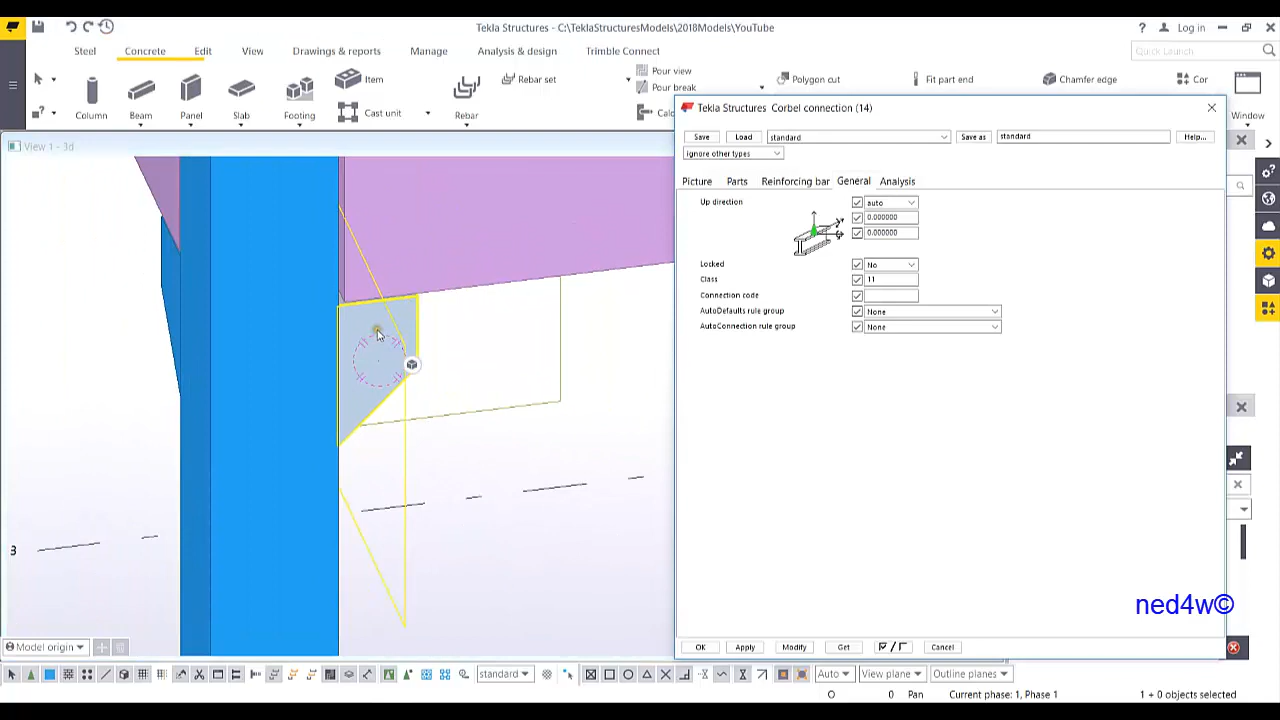 Tekla Structures - C:\TeklaStructuresModels\2018Models\YouTube
? Log in
Steel Concrete Edit View Drawings & reports Manage Analysis & design Trimble Connect
Quick Launch
Column Beam Panel Slab Footing Item Cast unit Rebar Rebar set
Pour view
Pour break
Polygon cut Fit part end Chamfer edge
Window
View 1 - 3d
Tekla Structures Corbel connection (14)
Save Load standard Save as standard Help...
Ignore other types
Picture Parts Reinforcing bar General Analysis
Up direction auto
0.000000
0.000000
Locked No
Class 11
Connection code
AutoDefaults rule group None
AutoConnection rule group None
3
ned4w©
Model origin
OK Apply Modify Get Cancel
standard Auto View plane Outline planes
O 0 Pan Current phase: 1, Phase 1 1 + 0 objects selected